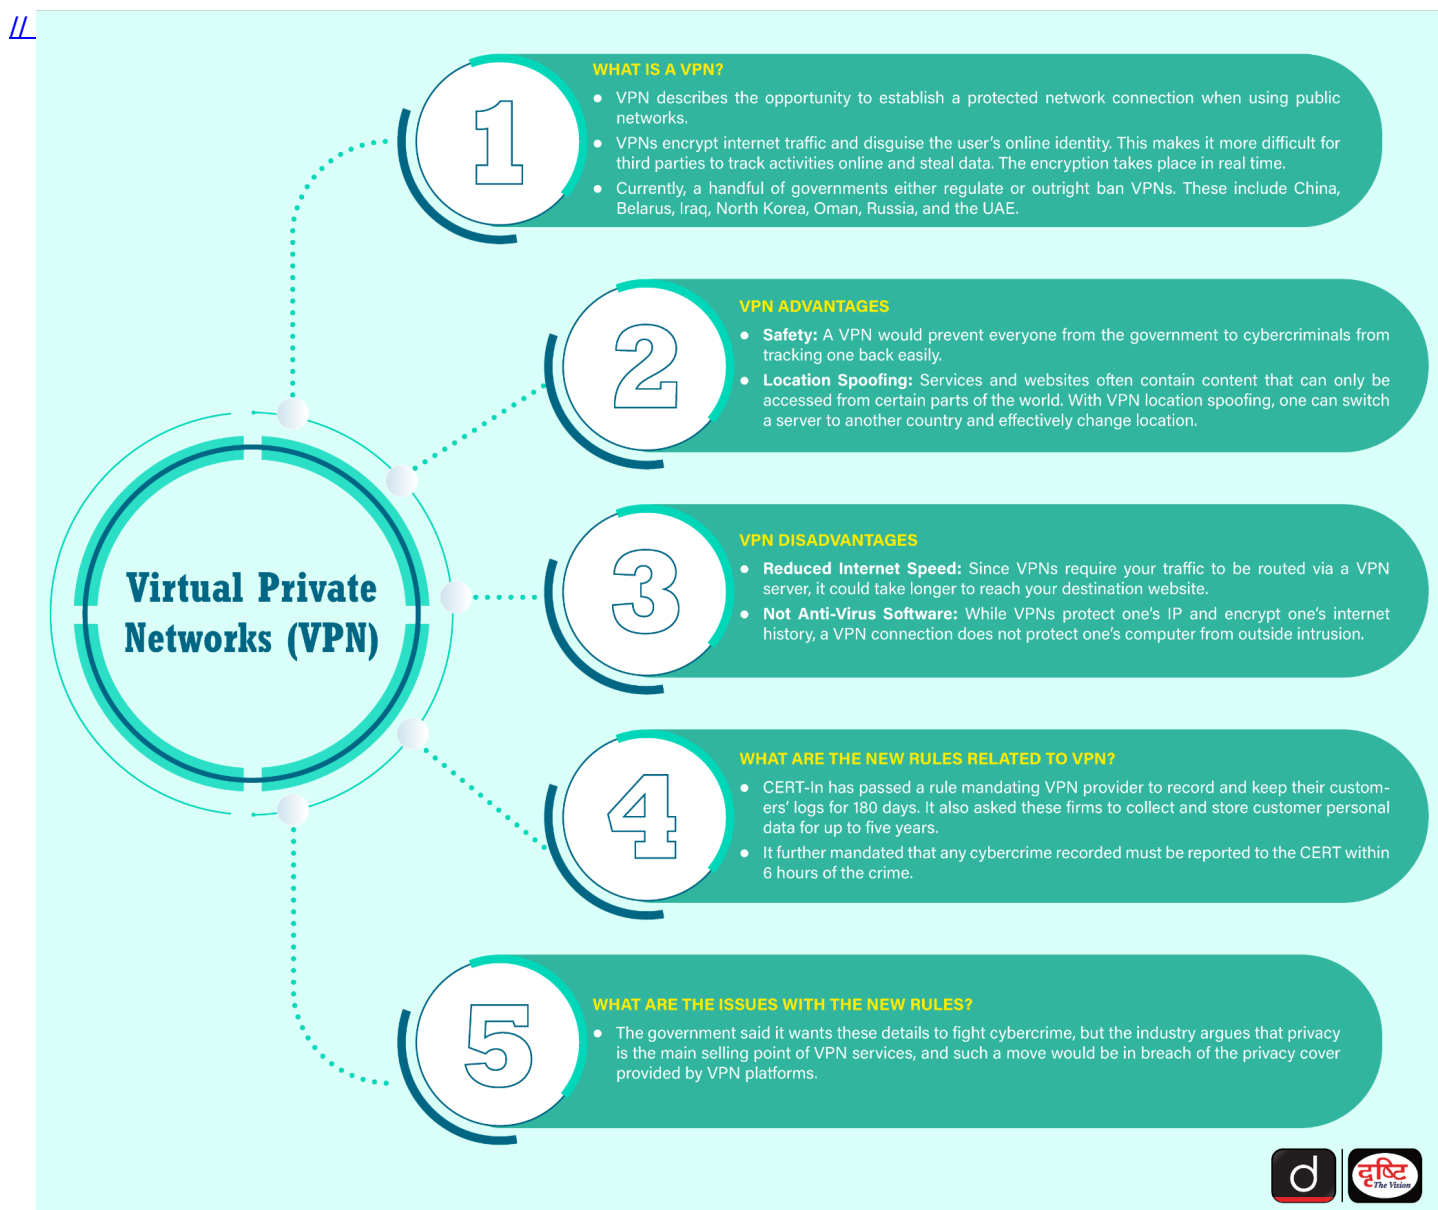 //
WHAT IS A VPN?
1
● VPN describes the opportunity to establish a protected network connection when using public
networks.
● VPNs encrypt internet traffic and disguise the user's online identity. This makes it more difficult for
third parties to track activities online and steal data. The encryption takes place in real time.
● Currently, a handful of governments either regulate or outright ban VPNs. These include China,
Belarus, Iraq, North Korea, Oman, Russia, and the UAE.
VPN ADVANTAGES
2
● Safety: A VPN would prevent everyone from the government to cybercriminals from
tracking one back easily.
● Location Spoofing: Services and websites often contain content that can only be
accessed from certain parts of the world. With VPN location spoofing, one can switch
a server to another country and effectively change location.
Virtual Private
Networks (VPN)
VPN DISADVANTAGES
3
● Reduced Internet Speed: Since VPNs require your traffic to be routed via a VPN
server, it could take longer to reach your destination website.
● Not Anti-Virus Software: While VPNs protect one's IP and encrypt one's internet
history, a VPN connection does not protect one's computer from outside intrusion.
WHAT ARE THE NEW RULES RELATED TO VPN?
4
● CERT-In has passed a rule mandating VPN provider to record and keep their custom-
ers' logs for 180 days. It also asked these firms to collect and store customer personal
data for up to five years.
● It further mandated that any cybercrime recorded must be reported to the CERT within
6 hours of the crime.
WHAT ARE THE ISSUES WITH THE NEW RULES?
5
● The government said it wants these details to fight cybercrime, but the industry argues that privacy
is the main selling point of VPN services, and such a move would be in breach of the privacy cover
provided by VPN platforms.
d
दृष्टि
The Vision